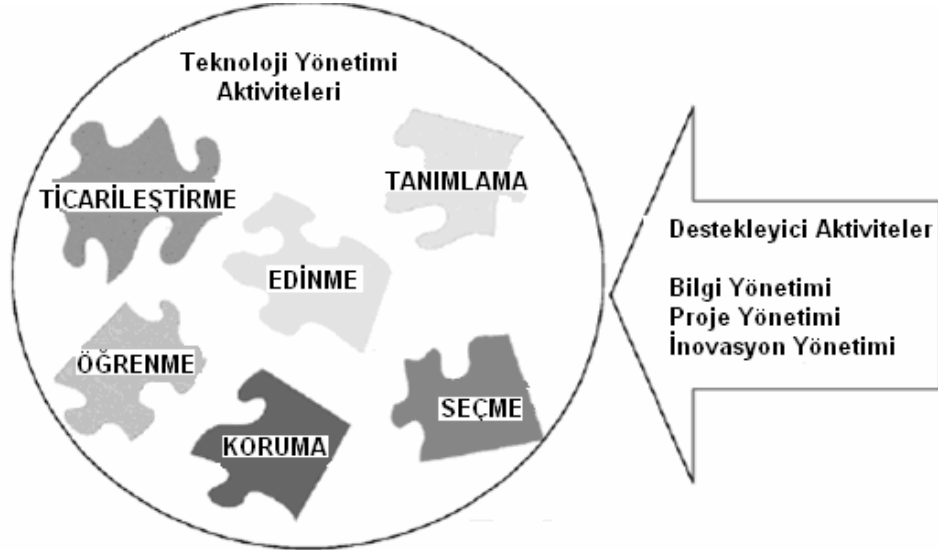 Teknoloji Yönetimi
Aktiviteleri
TİCARİLEŞTİRME
TANIMLAMA
EDİNME
ÖĞRENME
KORUMA
SEÇME
Destekleyici Aktiviteler
Bilgi Yönetimi
Proje Yönetimi
İnovasyon Yönetimi